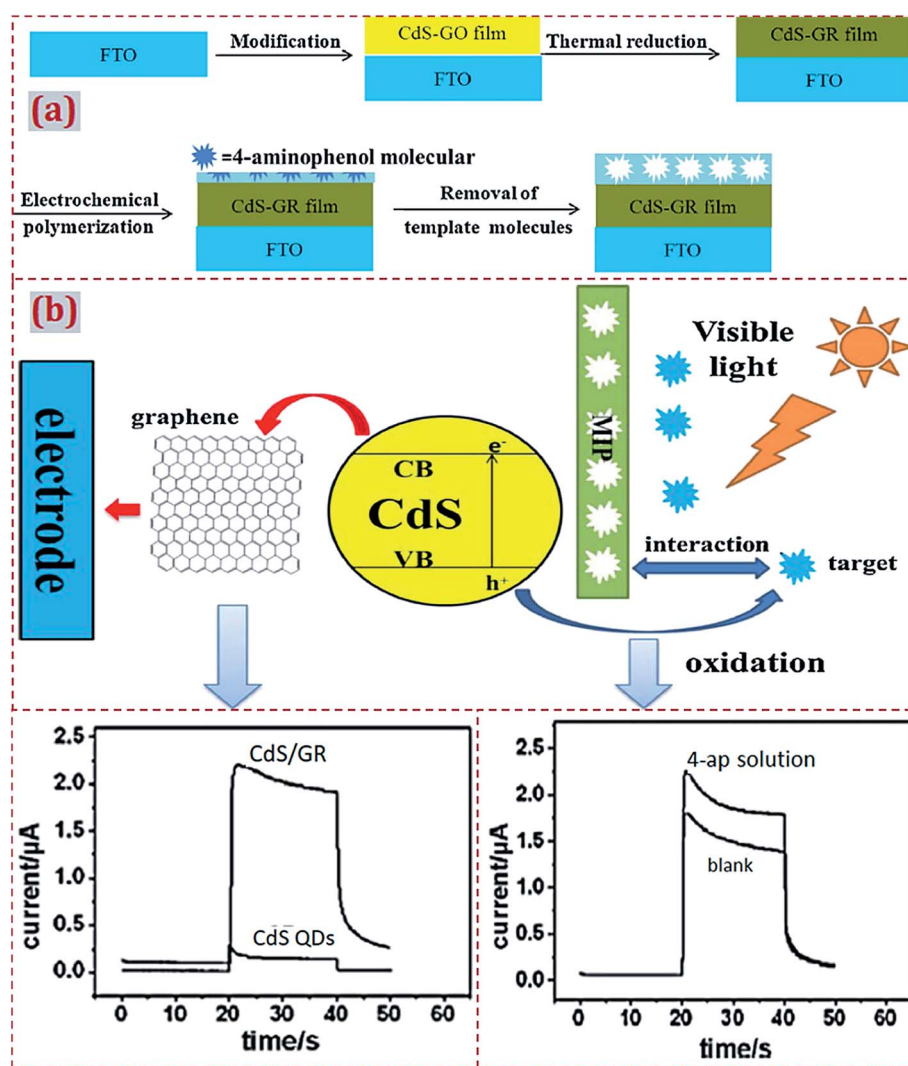 FTO
Modification
CdS-GO film
FTO
Thermal reduction
CdS-GR film
FTO
(a)
=4-aminophenol molecular
Electrochemical
polymerization
CdS-GR film
FTO
Removal of
template molecules
CdS-GR film
FTO
(b)
electrode
graphene
e-
CB
CdS
VB
h+
MIP
Visible
light
interaction
target
oxidation
current/µA
2.5
2.0
1.5
1.0
0.5
0.0
CdS/GR
CdS QDs
0 10 20 30 40 50 60
time/s
current/µA
2.5
2.0
1.5
1.0
0.5
0.0
4-ap solution
blank
0 10 20 30 40 50 60
time/s